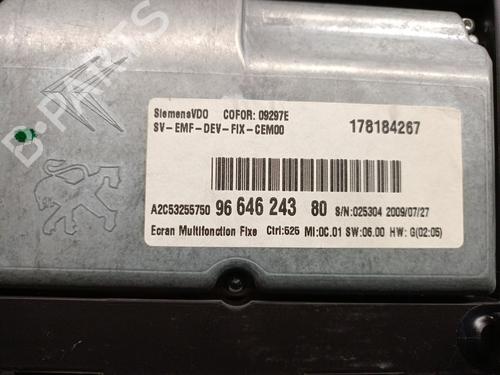 SiemensVDO COFOR: 09297E
SV-EMF-DEV-FIX-CEM00 178184267
A2C53255750 96 646 243 80 S/N:025304 2009/07/27
Ecran Multifonction Fixe Ctrl:525 MI:0C.01 SW:06.00 HW: G(02:05)
B-PARTS